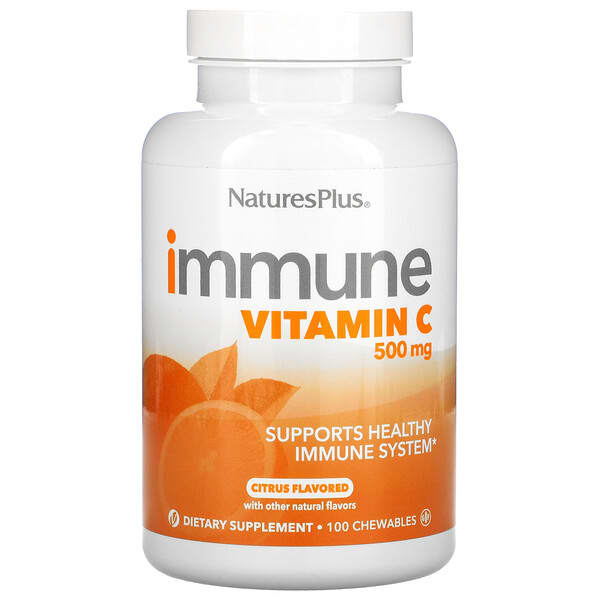 NaturesPlus®
immune
VITAMIN C
500 mg
SUPPORTS HEALTHY
IMMUNE SYSTEM*
CITRUS FLAVORED
with other natural flavors
DIETARY SUPPLEMENT • 100 CHEWABLES